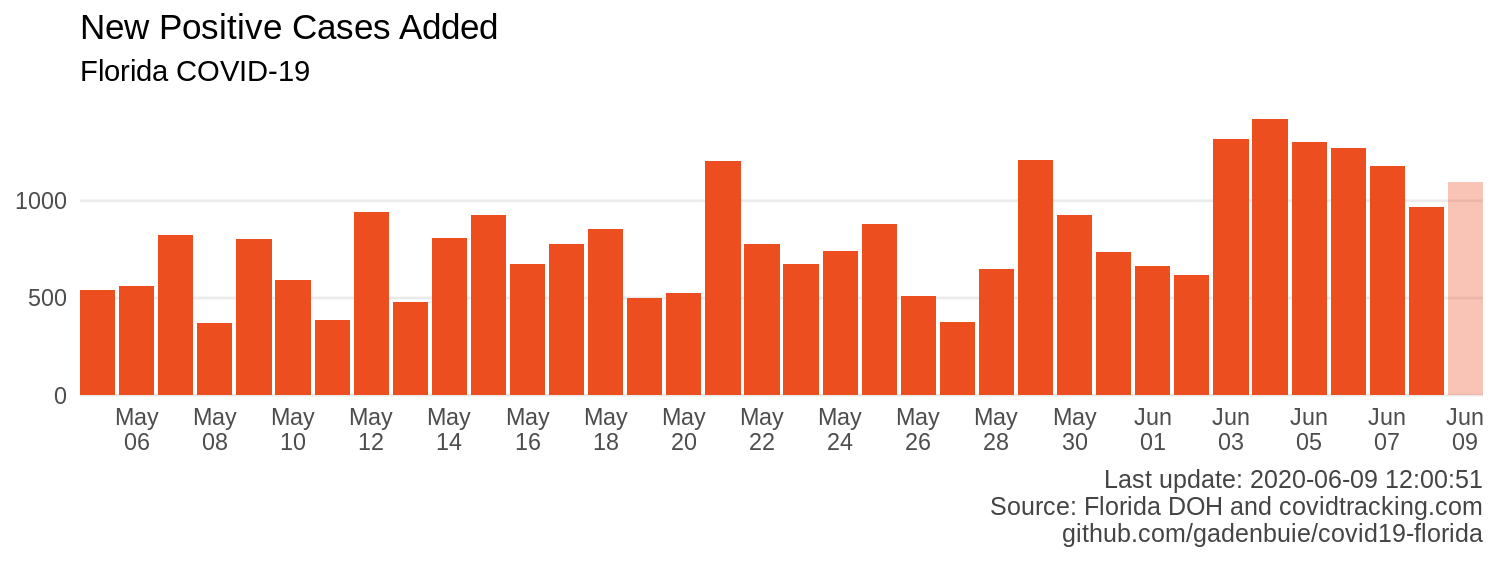 New Positive Cases Added
Florida COVID-19
1000
500
0
May May May May May May May May May May May May May Jun Jun Jun Jun Jun
06 08 10 12 14 16 18 20 22 24 26 28 30 01 03 05 07 09
Last update: 2020-06-09 12:00:51
Source: Florida DOH and covidtracking.com
github.com/gadenbuie/covid19-florida